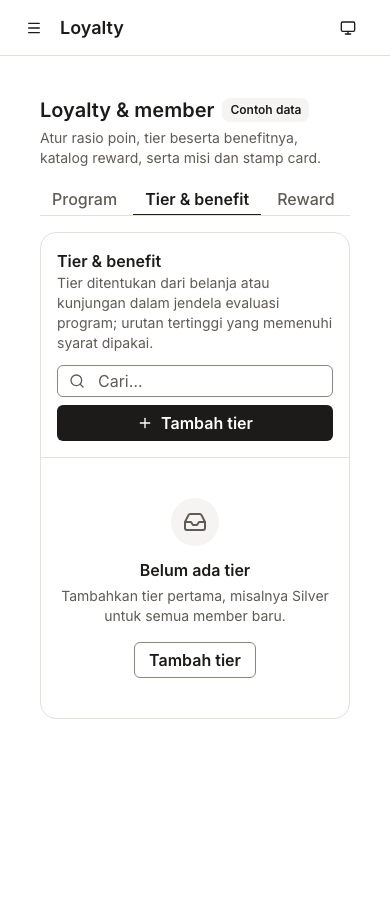 Loyalty
Loyalty & member
Contoh data
Atur rasio poin, tier beserta benefitnya,
katalog reward, serta misi dan stamp card.
Program
Tier & benefit
Reward
Tier & benefit
Tier ditentukan dari belanja atau
kunjungan dalam jendela evaluasi
program; urutan tertinggi yang memenuhi
syarat dipakai.
Cari...
Tambah tier
Belum ada tier
Tambahkan tier pertama, misalnya Silver
untuk semua member baru.
Tambah tier